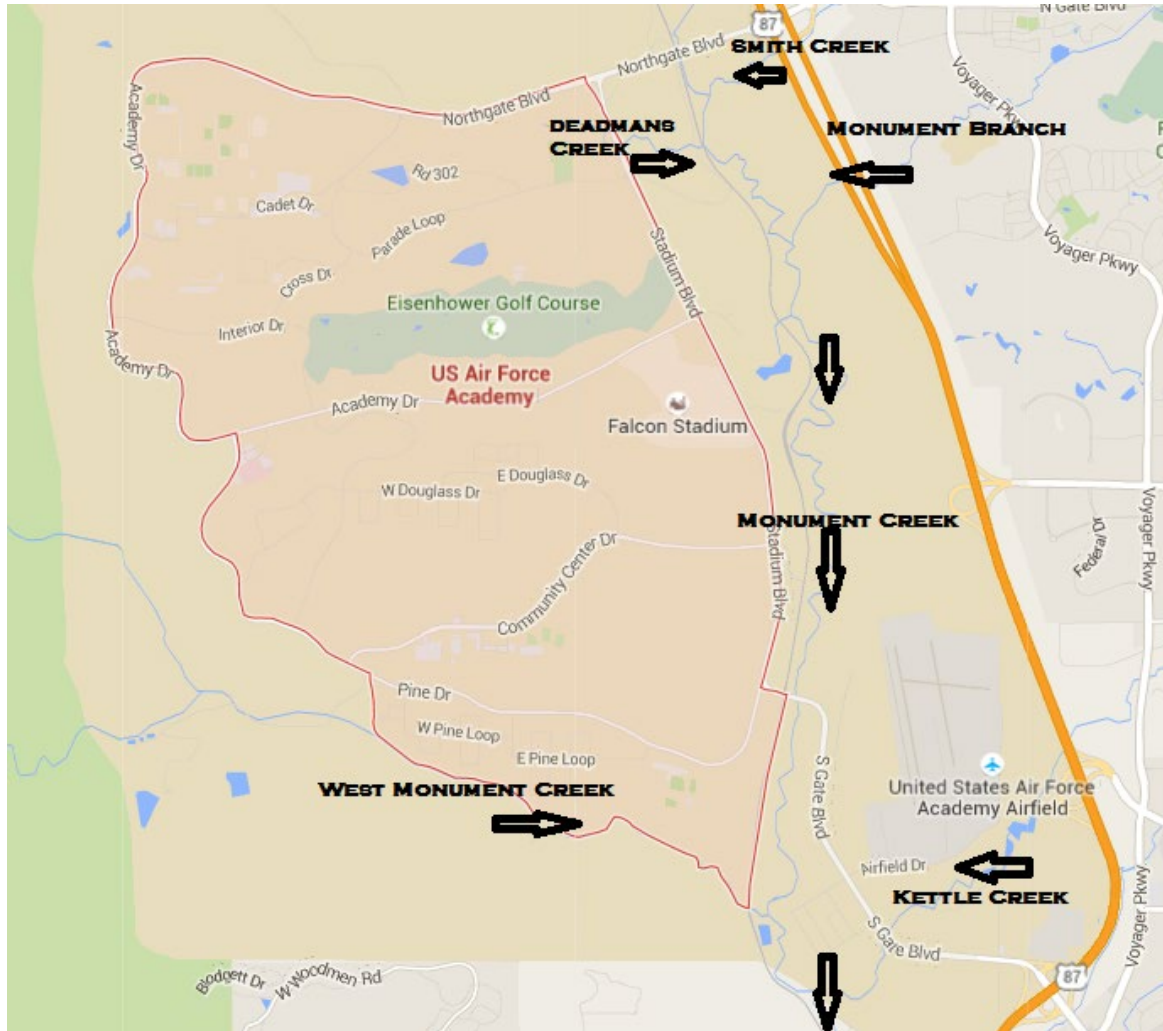 N Gate Blvd
87
Smith Creek
Northgate Blvd
Voyager Pkwy
Northgate Blvd
Deadmans
Creek
Monument Branch
Academy Dr
Rd 302
Cadet Dr
Parade Loop
Voyager Pkwy
Stadium Blvd
Cross Dr
Eisenhower Golf Course
Interior Dr
Academy Dr
US Air Force
Academy
Academy Dr
Falcon Stadium
E Douglass Dr
W Douglass Dr
Monument Creek
Voyager Pkwy
Federal Dr
Stadium Blvd
Community Center Dr
Pine Dr
W Pine Loop
E Pine Loop
S Gate Blvd
West Monument Creek
United States Air Force
Academy Airfield
Airfield Dr
Kettle Creek
S Gate Blvd
Voyager Pkwy
Blodgett Dr
W Woodmen Rd
87